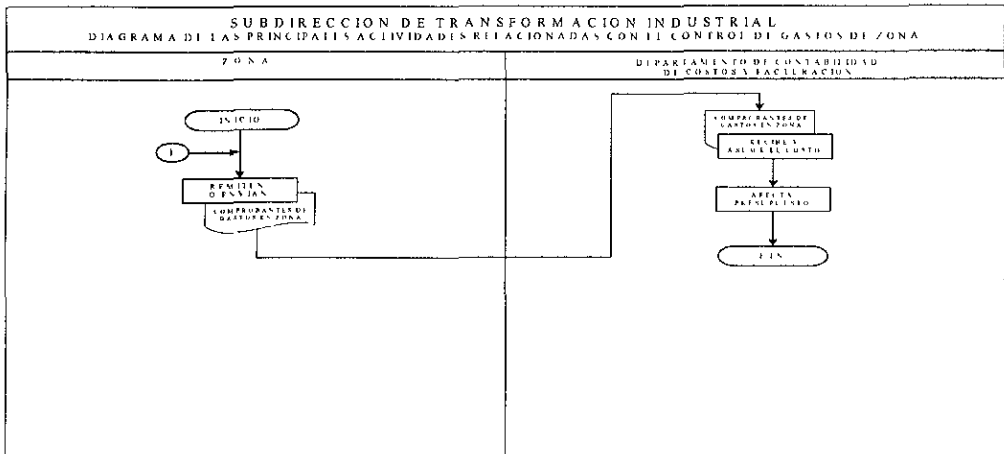 SUBDIRECCION DE TRANSFORMACION INDUSTRIAL
DIAGRAMA DE LAS PRINCIPALES ACTIVIDADES RELACIONADAS CON EL CONTROL DE GASTOS DE ZONA
ZONA
DEPARTAMENTO DE CONTABILIDAD
DE COSTOS Y FACTURACION
INICIO
REMITEN
O ENVIAN
COMPROBANTES DE
GASTOS EN ZONA
COMPROBANTES DE
GASTOS EN ZONA
RECIBE Y
EL COSTO
AFECTA
PRESUPUESTO
FIN